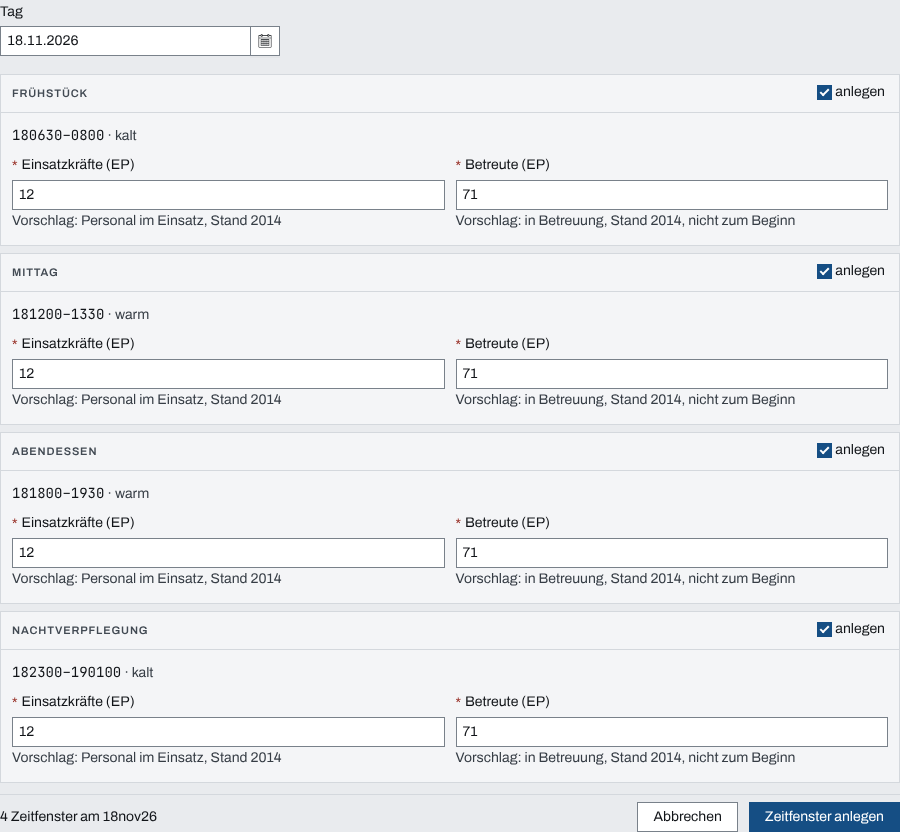 Tag
18.11.2026
FRÜHSTÜCK
anlegen
180630–0800 · kalt
* Einsatzkräfte (EP)
* Betreute (EP)
12
71
Vorschlag: Personal im Einsatz, Stand 2014
Vorschlag: in Betreuung, Stand 2014, nicht zum Beginn
MITTAG
anlegen
181200–1330 · warm
* Einsatzkräfte (EP)
* Betreute (EP)
12
71
Vorschlag: Personal im Einsatz, Stand 2014
Vorschlag: in Betreuung, Stand 2014, nicht zum Beginn
ABENDESSEN
anlegen
181800–1930 · warm
* Einsatzkräfte (EP)
* Betreute (EP)
12
71
Vorschlag: Personal im Einsatz, Stand 2014
Vorschlag: in Betreuung, Stand 2014, nicht zum Beginn
NACHTVERPFLEGUNG
anlegen
182300–190100 · kalt
* Einsatzkräfte (EP)
* Betreute (EP)
12
71
Vorschlag: Personal im Einsatz, Stand 2014
Vorschlag: in Betreuung, Stand 2014, nicht zum Beginn
4 Zeitfenster am 18nov26
Abbrechen
Zeitfenster anlegen